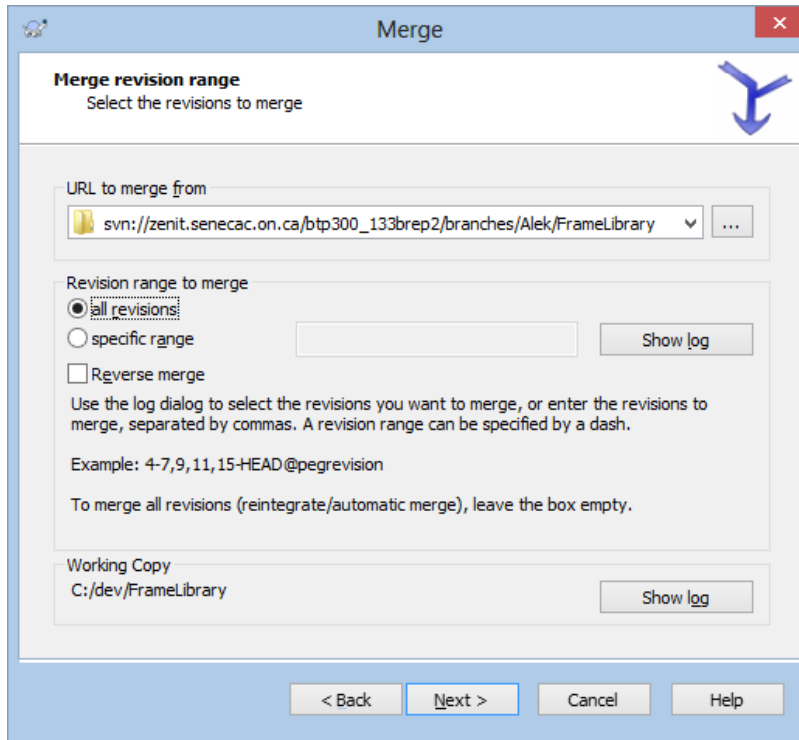 Merge
Merge revision range
Select the revisions to merge
URL to merge from
svn://zenit.senecac.on.ca/btp300_133brep2/branches/Alek/FrameLibrary
...
Revision range to merge
all revisions
specific range
Show log
Reverse merge
Use the log dialog to select the revisions you want to merge, or enter the revisions to
merge, separated by commas. A revision range can be specified by a dash.
Example: 4-7,9,11,15-HEAD@pegrevision
To merge all revisions (reintegrate/automatic merge), leave the box empty.
Working Copy
C:/dev/FrameLibrary
Show log
< Back
Next >
Cancel
Help